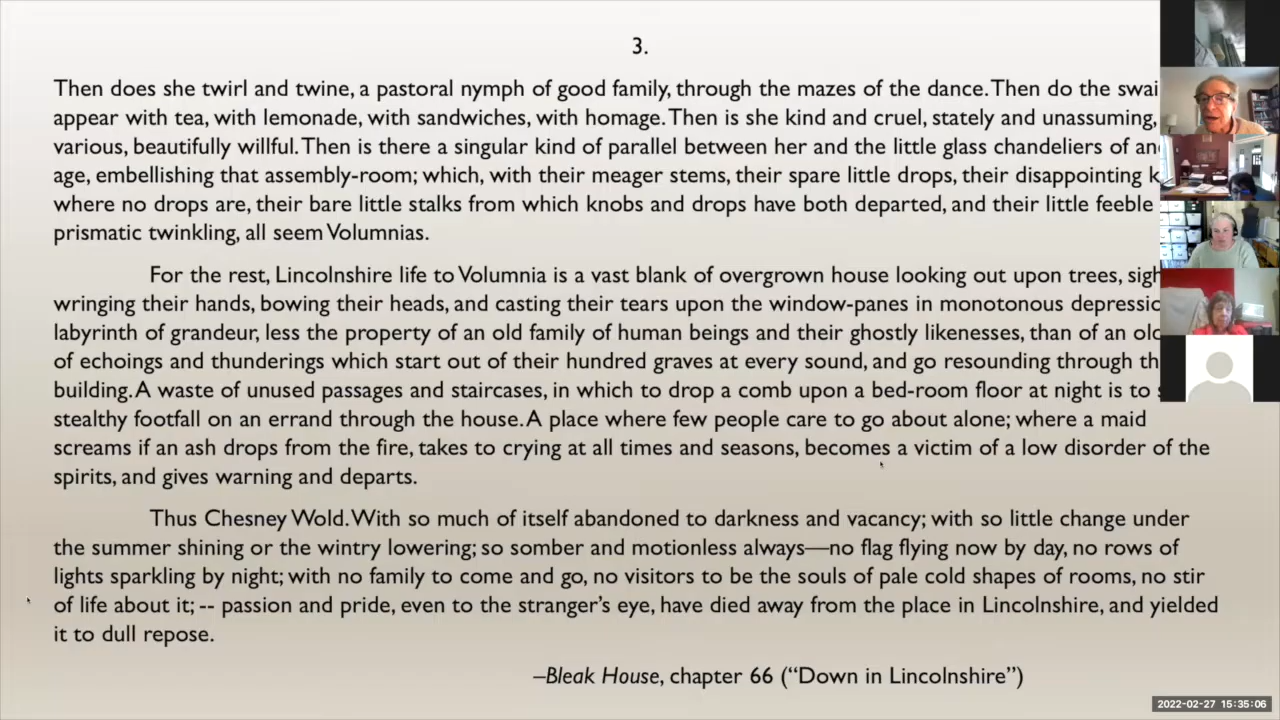 3.
Then does she twirl and twine, a pastoral nymph of good family, through the mazes of the dance. Then do the
appear with tea, with lemonade, with sandwiches, with homage. Then is she kind and cruel, stately and unassuming,
various, beautifully willful. Then is there a singular kind of parallel between her and the little glass chandeliers of
age, embellishing that assembly-room; which, with their meager stems, their spare little drops, their disappointing
where no drops are, their bare little stalks from which knobs and drops have both departed, and their little feeble
prismatic twinkling, all seem Volumnias.
For the rest, Lincolnshire life to Volumnia is a vast blank of overgrown house looking out upon trees,
wringing their hands, bowing their heads, and casting their tears upon the window-panes in monotonous
labyrinth of grandeur, less the property of an old family of human beings and their ghostly likenesses, than of an
of echoings and thunderings which start out of their hundred graves at every sound, and go resounding through
building. A waste of unused passages and staircases, in which to drop a comb upon a bed-room floor at night is to
stealthy footfall on an errand through the house. A place where few people care to go about alone; where a maid
screams if an ash drops from the fire, takes to crying at all times and seasons, becomes a victim of a low disorder of the
spirits, and gives warning and departs.
Thus Chesney Wold. With so much of itself abandoned to darkness and vacancy; with so little change under
the summer shining or the wintry lowering; so somber and motionless always—no flag flying now by day, no rows of
lights sparkling by night; with no family to come and go, no visitors to be the souls of pale cold shapes of rooms, no stir
of life about it; -- passion and pride, even to the stranger’s eye, have died away from the place in Lincolnshire, and yielded
it to dull repose.
–Bleak House, chapter 66 (“Down in Lincolnshire”)
2022-02-27 15:35:06